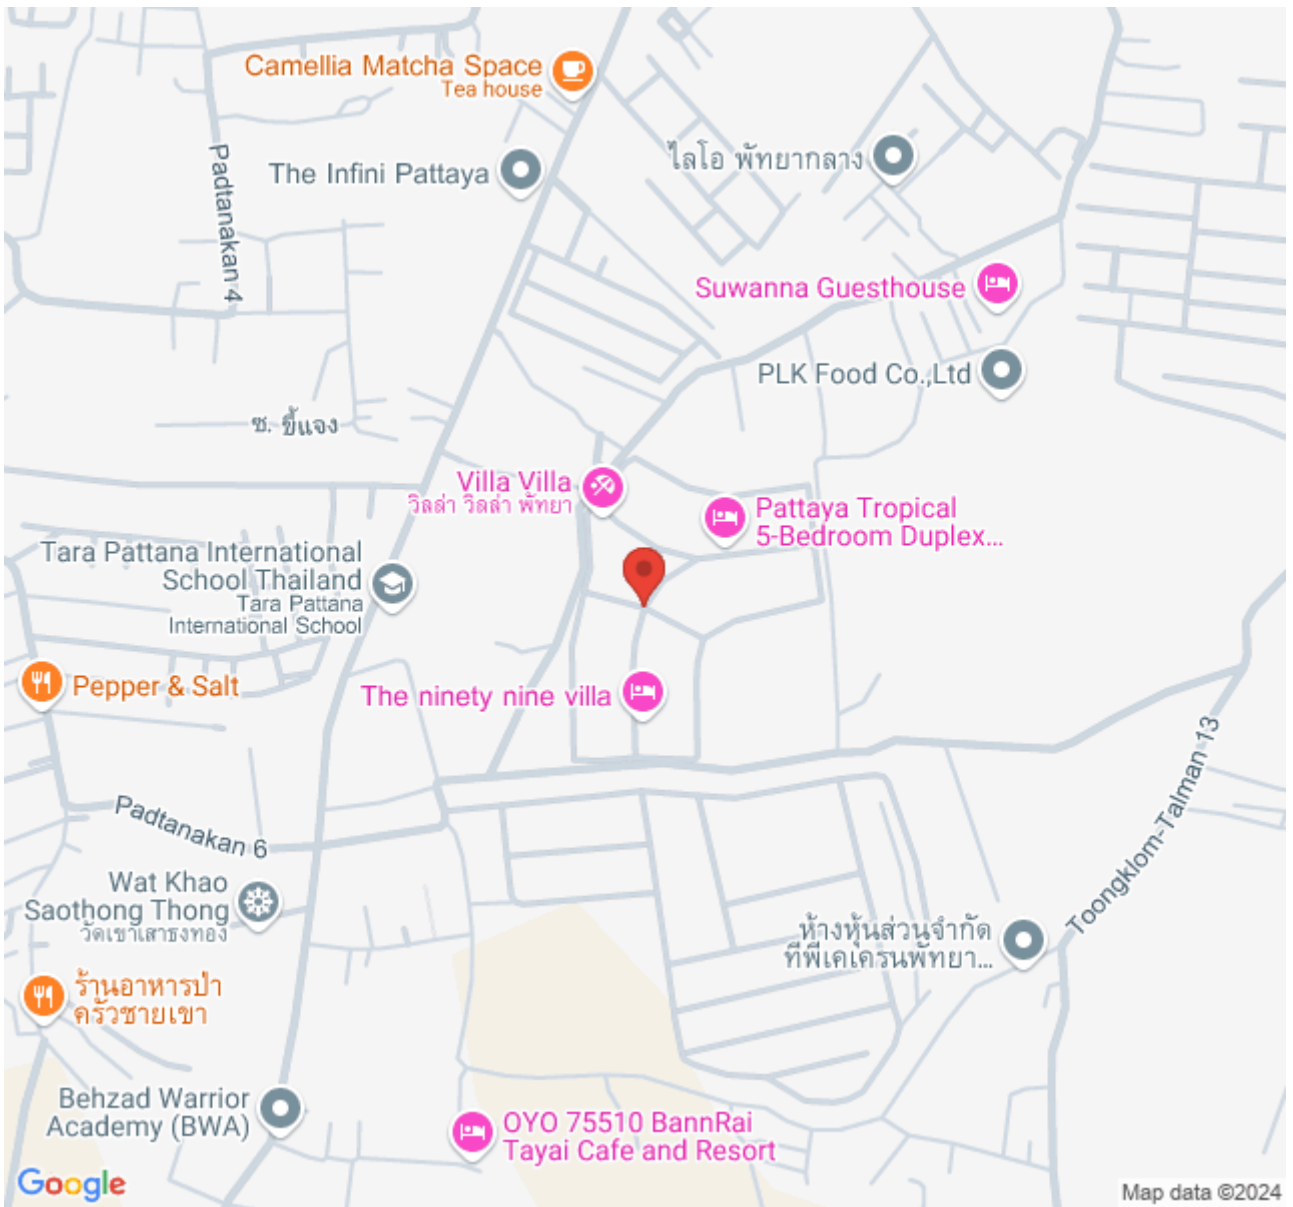 Camellia Matcha Space
Tea house
Padtanakan 4
The Infini Pattaya
ไลโอ พัทยากลาง
Suwanna Guesthouse
PLK Food Co.,Ltd
ซ. ขี้แจง
Villa Villa
วิลล่า วิลล่า พัทยา
Pattaya Tropical
5-Bedroom Duplex...
Tara Pattana International
School Thailand
Tara Pattana
International School
Pepper & Salt
The ninety nine villa
Toongklom-Talman 13
Padtanakan 6
Wat Khao
Saothong Thong
วัดเขาเสาธงทอง
ห้างหุ้นส่วนจำกัด
ทีพีเคเครนพัทยา...
ร้านอาหารป่า
ครัวชายเขา
Behzad Warrior
Academy (BWA)
OYO 75510 BannRai
Tayai Cafe and Resort
Google
Map data ©2024